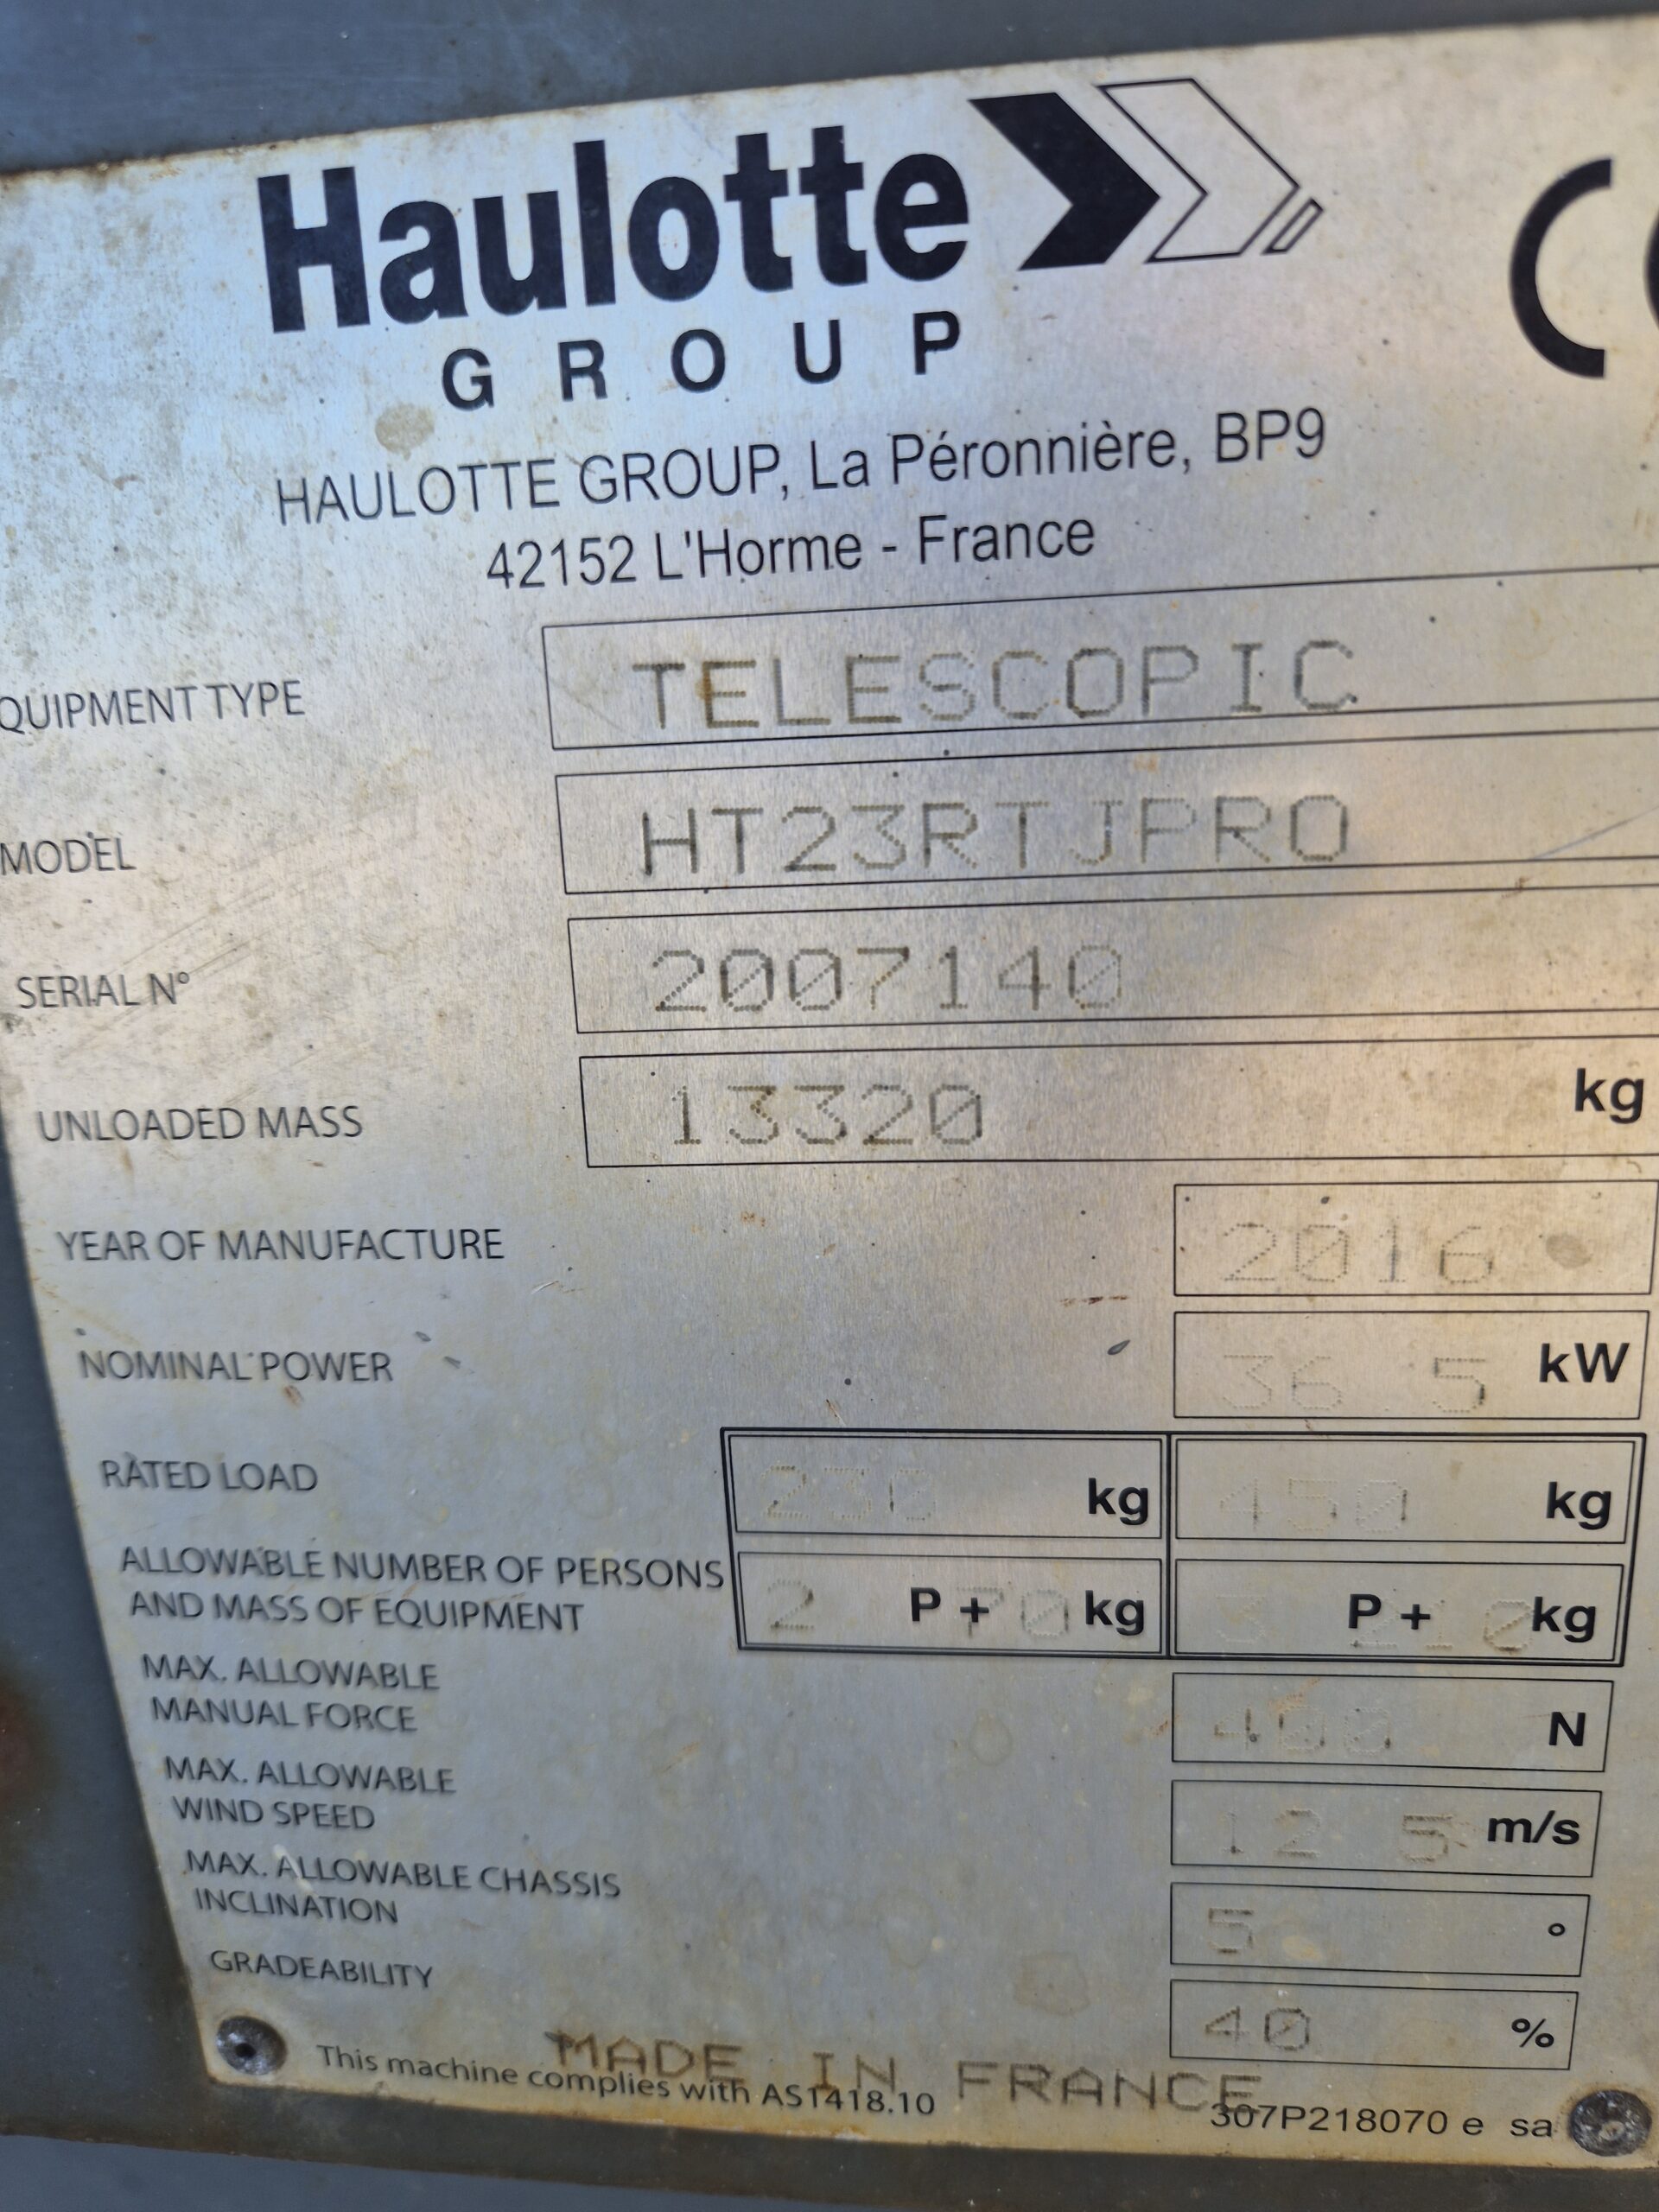 Haulotte
GROUP
HAULOTTE GROUP, La Péronnière, BP9
42152 L'Horme - France
QUIPMENT TYPE TELESCOPIC
MODEL HT23RTJPRO
SERIAL N° 2007140
UNLOADED MASS 13320 kg
YEAR OF MANUFACTURE 2016
NOMINAL POWER 36.5 kW
RATED LOAD 230 kg 450 kg
ALLOWABLE NUMBER OF PERSONS
AND MASS OF EQUIPMENT 2 P + 70 kg 3 P + 210 kg
MAX. ALLOWABLE
MANUAL FORCE 400 N
MAX. ALLOWABLE
WIND SPEED 12.5 m/s
MAX. ALLOWABLE CHASSIS
INCLINATION 5 °
GRADEABILITY 40 %
MADE IN FRANCE
This machine complies with AS1418.10
307P218070 e sa